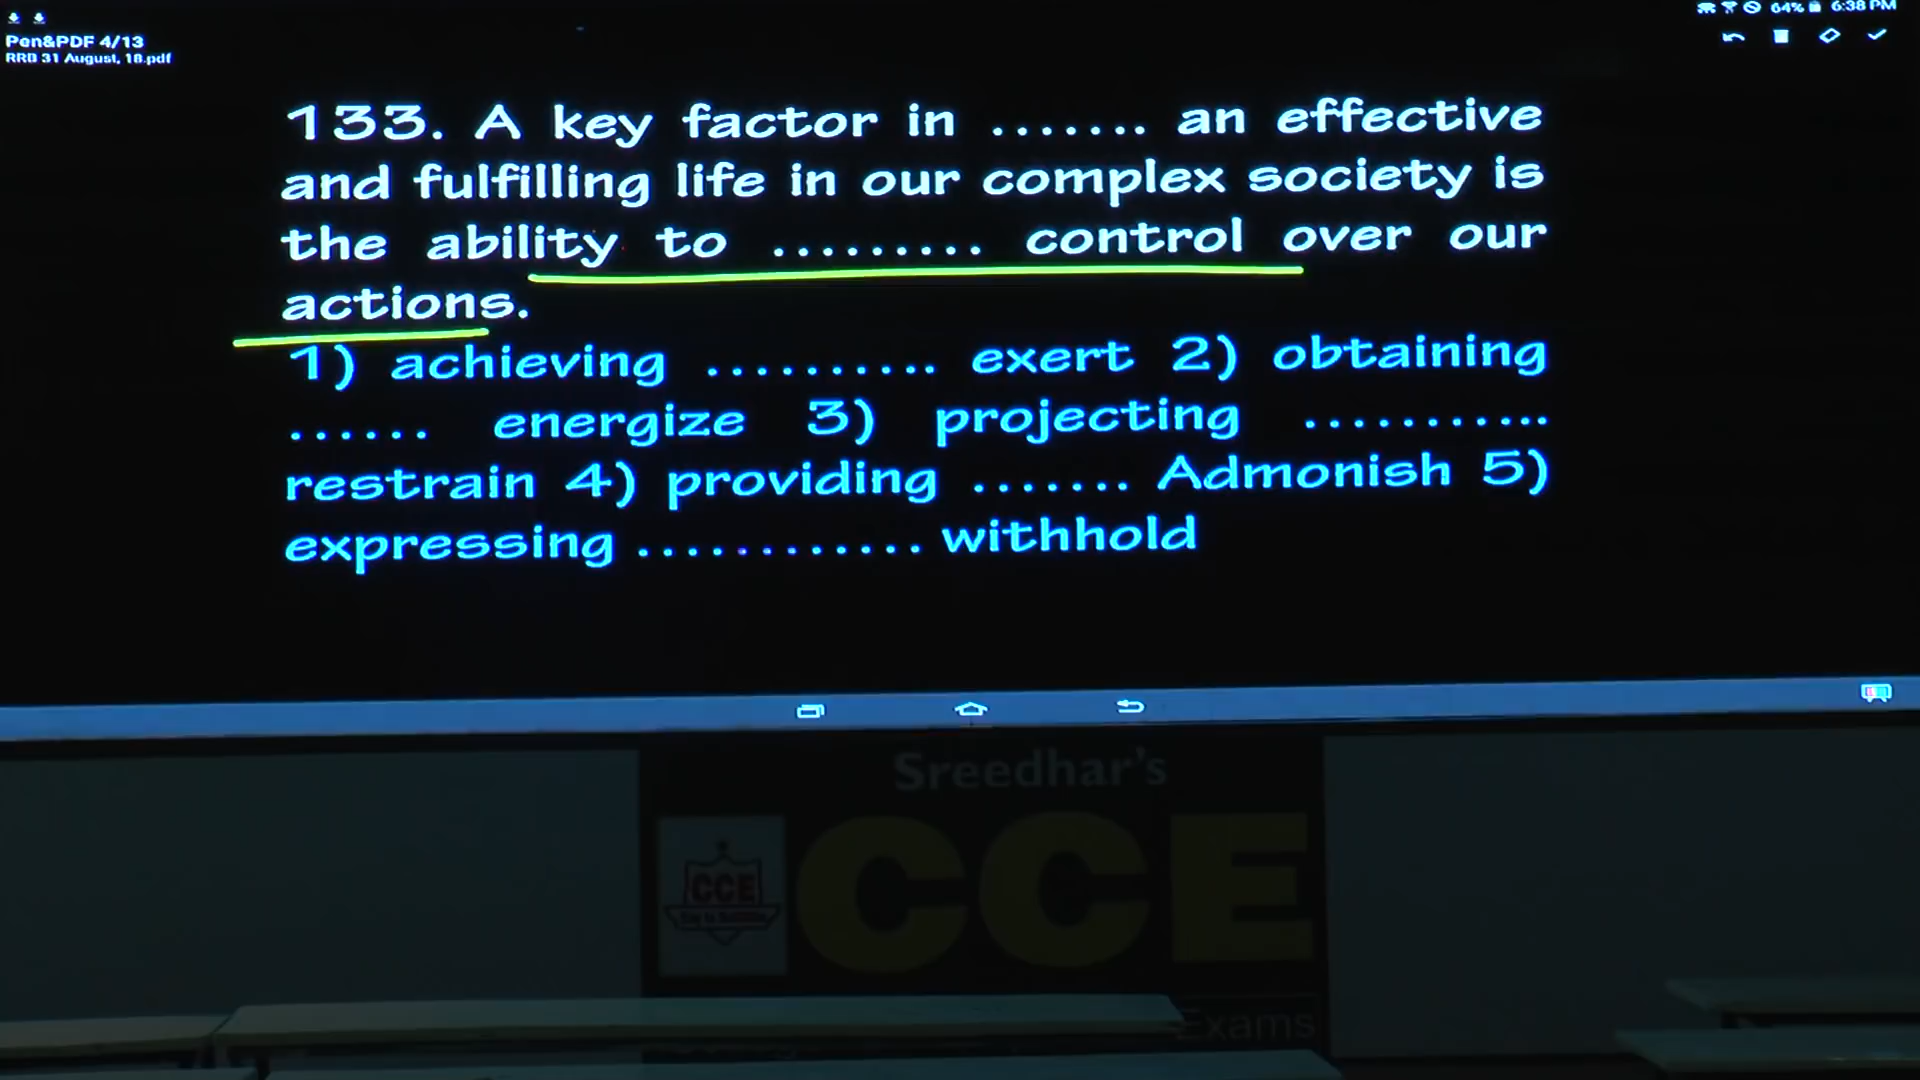 Pen&PDF 4/13
RRB 31 August, 18.pdf
64% 6:38 PM
133. A key factor in ....... an effective
and fulfilling life in our complex society is
the ability to ......... control over our
actions.
1) achieving .......... exert 2) obtaining
...... energize 3) projecting ...........
restrain 4) providing ....... Admonish 5)
expressing ............ withhold
Sreedhar's
CCE
CCE
Exams